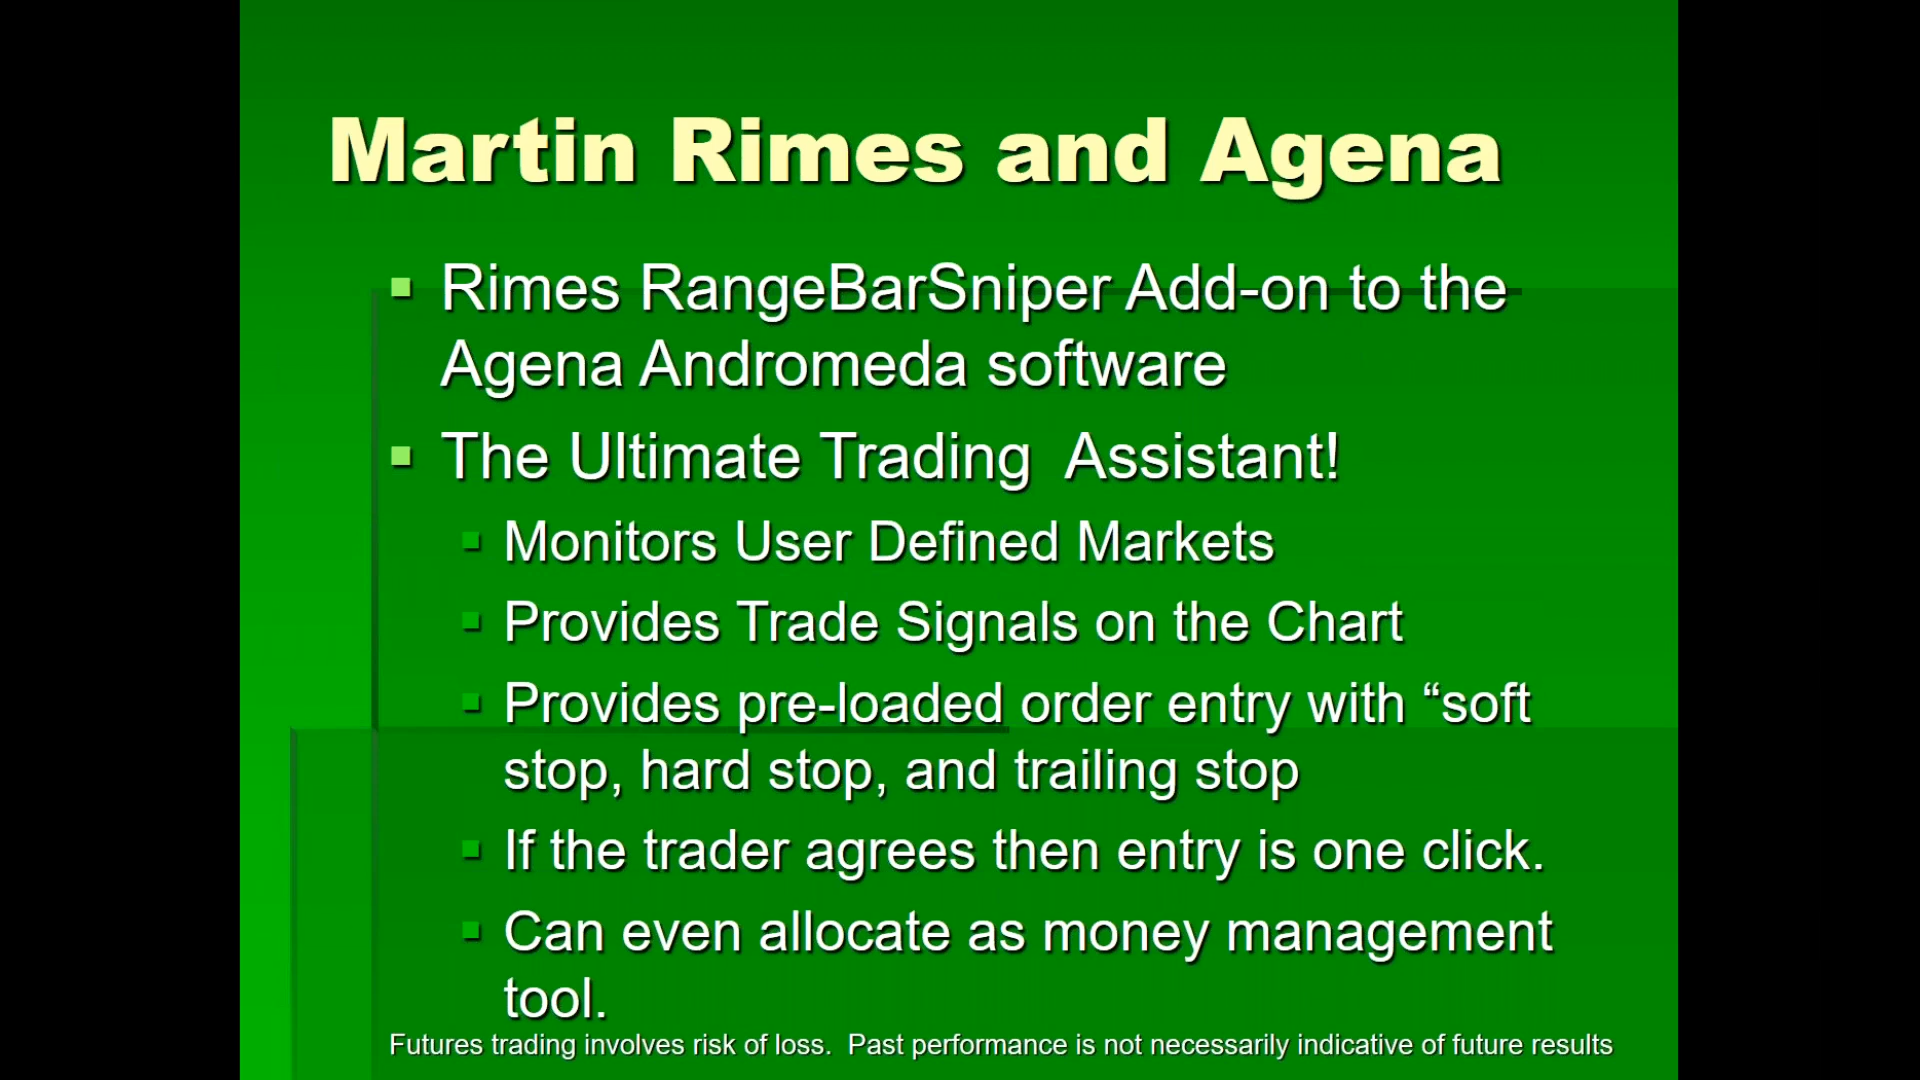 Martin Rimes and Agena
▪ Rimes RangeBarSniper Add-on to the
Agena Andromeda software
▪ The Ultimate Trading  Assistant!
▪ Monitors User Defined Markets
▪ Provides Trade Signals on the Chart
▪ Provides pre-loaded order entry with “soft
stop, hard stop, and trailing stop
▪ If the trader agrees then entry is one click.
▪ Can even allocate as money management
tool.
Futures trading involves risk of loss.  Past performance is not necessarily indicative of future results